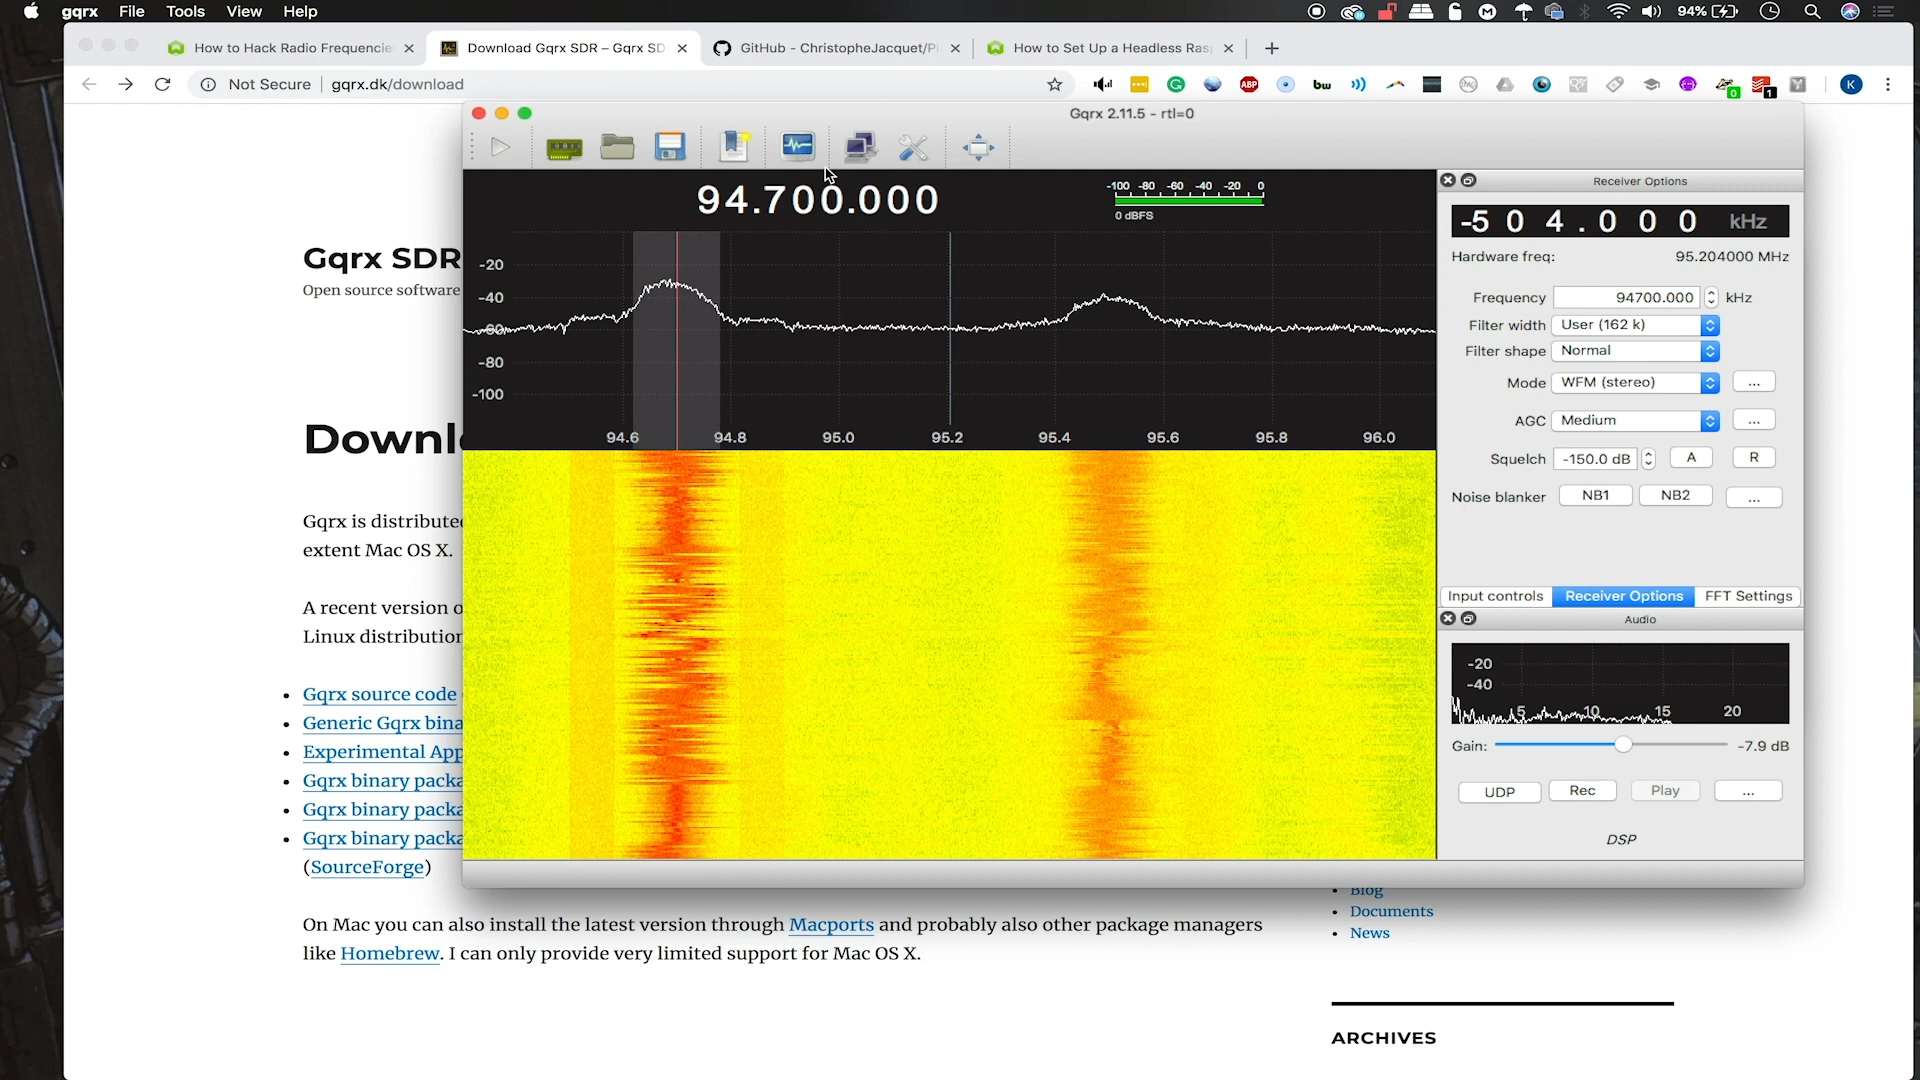 gqrx File Tools View Help 94%
How to Hack Radio Frequencie
Download Gqrx SDR – Gqrx SD
GitHub - ChristopheJacquet/Pi
How to Set Up a Headless Ras
Not Secure gqrx.dk/download
ABP bw 0 1 K
Gqrx 2.11.5 - rtl=0
94.700.000
-100 -80 -60 -40 -20 0
0 dBFS
-20
-40
-60
-80
-100
94.6 94.8 95.0 95.2 95.4 95.6 95.8 96.0
Receiver Options
-504.000 kHz
Hardware freq: 95.204000 MHz
Frequency 94700.000 kHz
Filter width User (162 k)
Filter shape Normal
Mode WFM (stereo) ...
AGC Medium ...
Squelch -150.0 dB A R
Noise blanker NB1 NB2 ...
Input controls Receiver Options FFT Settings
Audio
-20
-40
5 10 15 20
Gain: -7.9 dB
UDP Rec Play ...
DSP
Gqrx SDR
Open source software
Downl
Gqrx is distribute
extent Mac OS X.
A recent version o
Linux distribution
Gqrx source code
Generic Gqrx bina
Experimental App
Gqrx binary packa
Gqrx binary packa
Gqrx binary packa
(SourceForge)
On Mac you can also install the latest version through Macports and probably also other package managers
like Homebrew. I can only provide very limited support for Mac OS X.
Blog
Documents
News
ARCHIVES